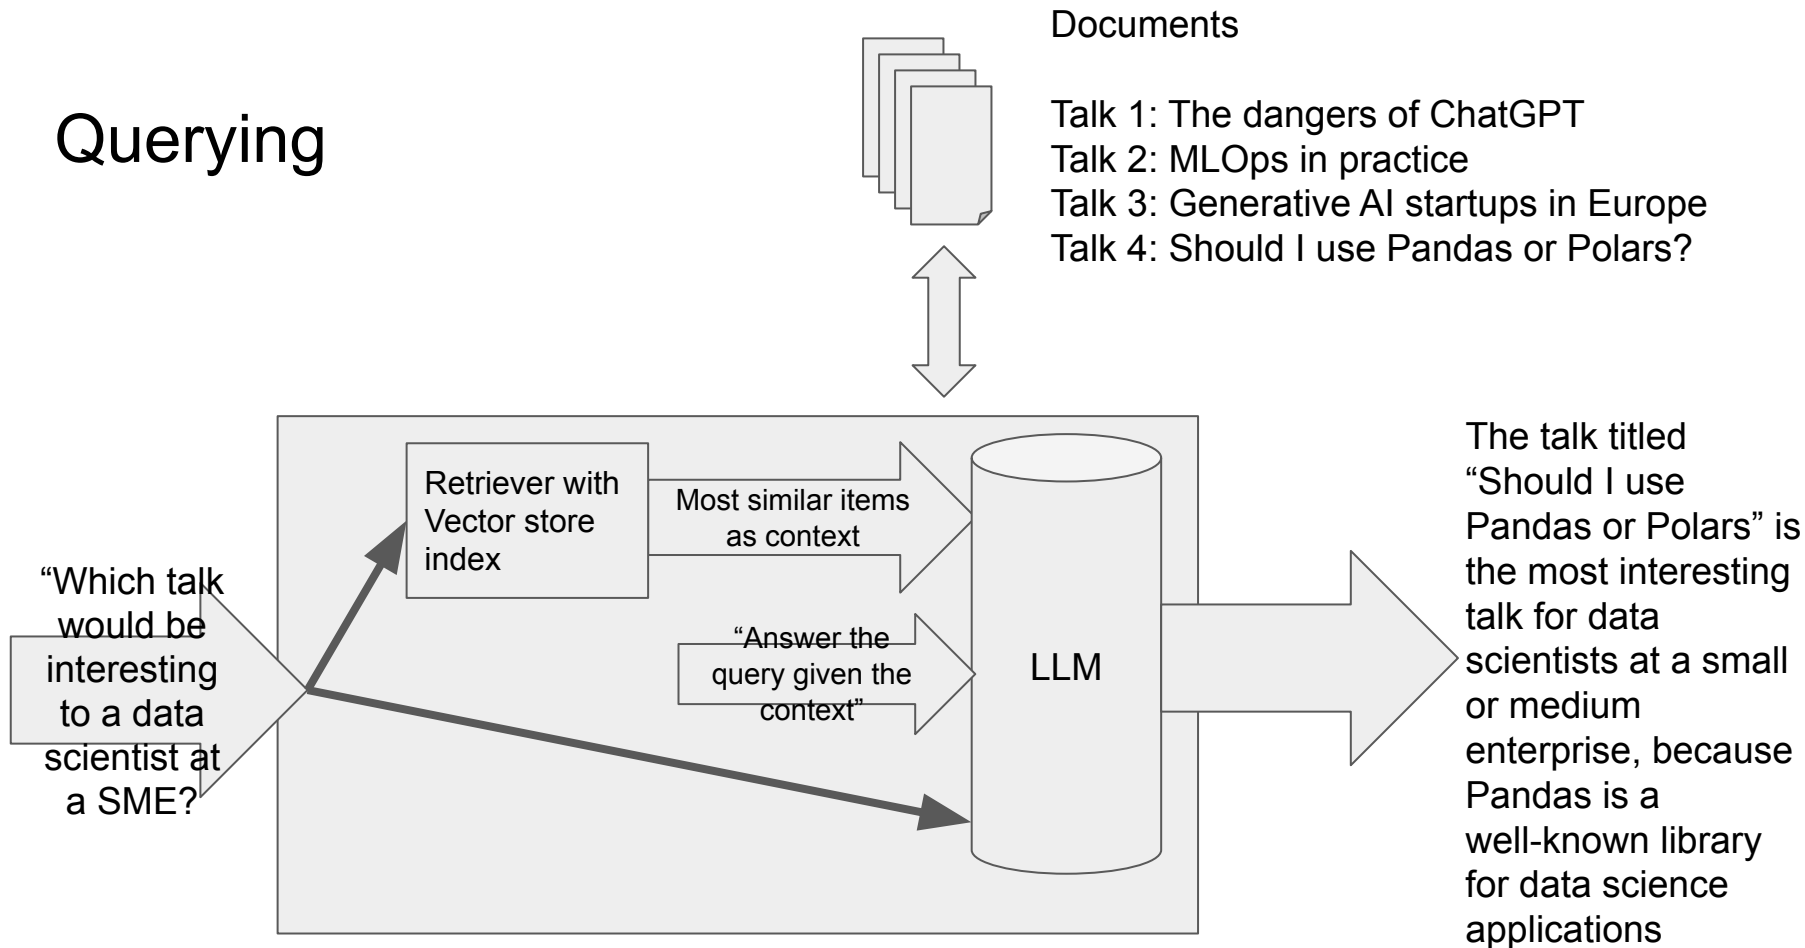 Querying
Documents
Talk 1: The dangers of ChatGPT
Talk 2: MLOps in practice
Talk 3: Generative AI startups in Europe
Talk 4: Should I use Pandas or Polars?
“Which talk
would be
interesting
to a data
scientist at
a SME?
Retriever with
Vector store
index
Most similar items
as context
“Answer the
query given the
context”
LLM
The talk titled
“Should I use
Pandas or Polars” is
the most interesting
talk for data
scientists at a small
or medium
enterprise, because
Pandas is a
well-known library
for data science
applications